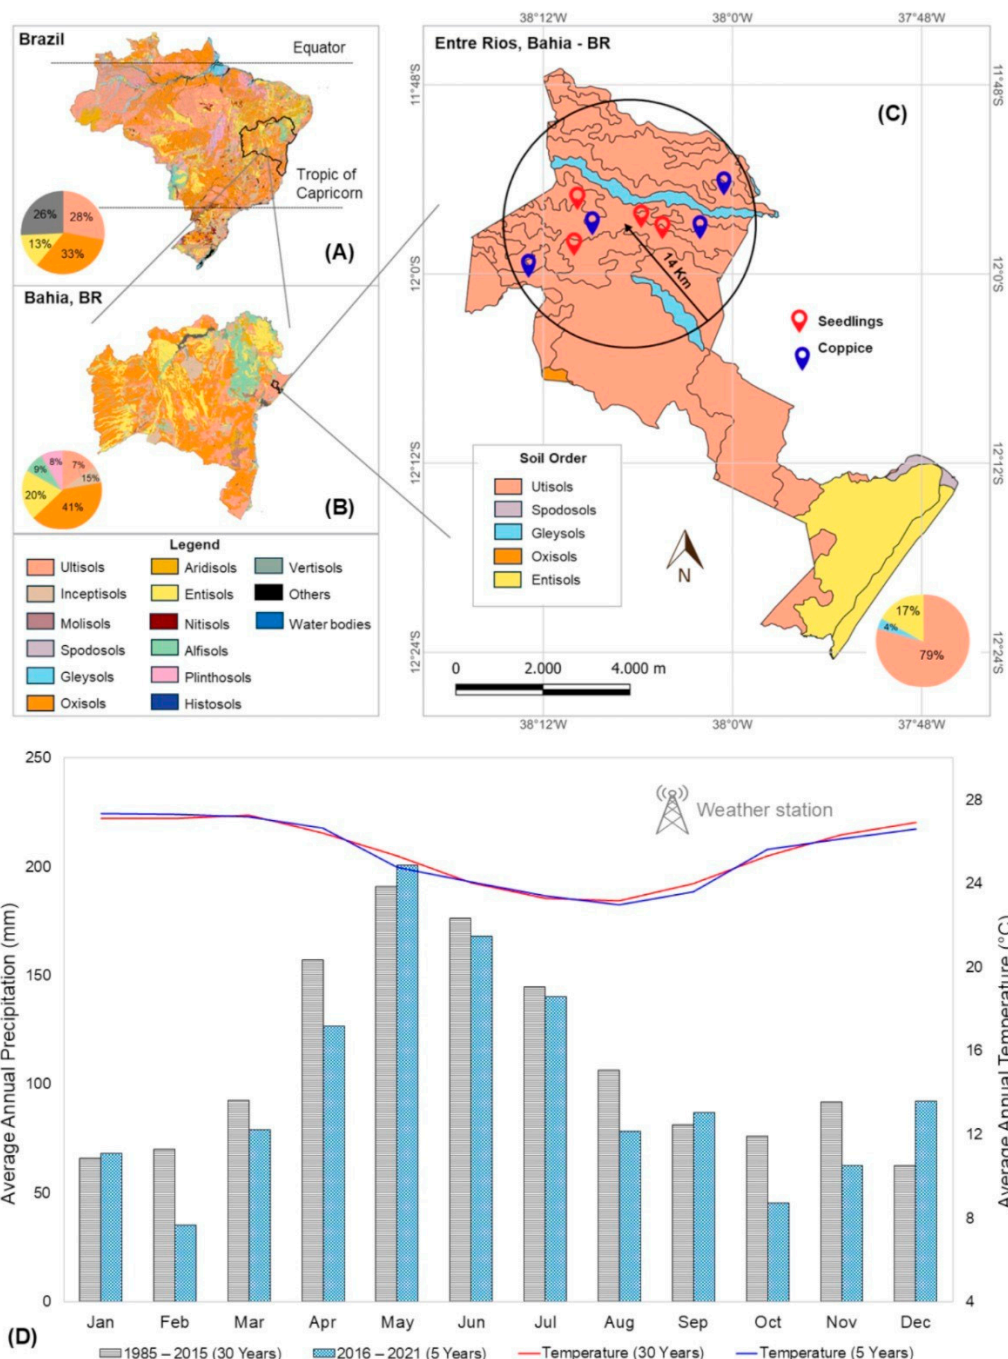 Brazil
Equator
Tropic of
Capricorn
26%
28%
13%
33%
(A)
Bahia, BR
8%
9%
7%
15%
20%
41%
(B)
Legend
Ultisols
Aridisols
Vertisols
Inceptisols
Entisols
Others
Molisols
Nitisols
Water bodies
Spodosols
Alfisols
Gleysols
Plinthosols
Oxisols
Histosols
38°12'W
38°0'W
37°48'W
Entre Rios, Bahia - BR
(C)
11°48'S
11°48'S
14 Km
12°0'S
12°0'S
Seedlings
Coppice
12°12'S
12°12'S
Soil Order
Utisols
Spodosols
Gleysols
Oxisols
Entisols
N
17%
4%
79%
12°24'S
12°24'S
0
2.000
4.000 m
38°12'W
38°0'W
37°48'W
250
200
150
100
50
0
Average Annual Precipitation (mm)
Weather station
28
24
20
16
12
8
4
Average Annual Temperature (°C)
Jan
Feb
Mar
Apr
May
Jun
Jul
Aug
Sep
Oct
Nov
Dec
(D)
1985 – 2015 (30 Years)
2016 – 2021 (5 Years)
Temperature (30 Years)
Temperature (5 Years)